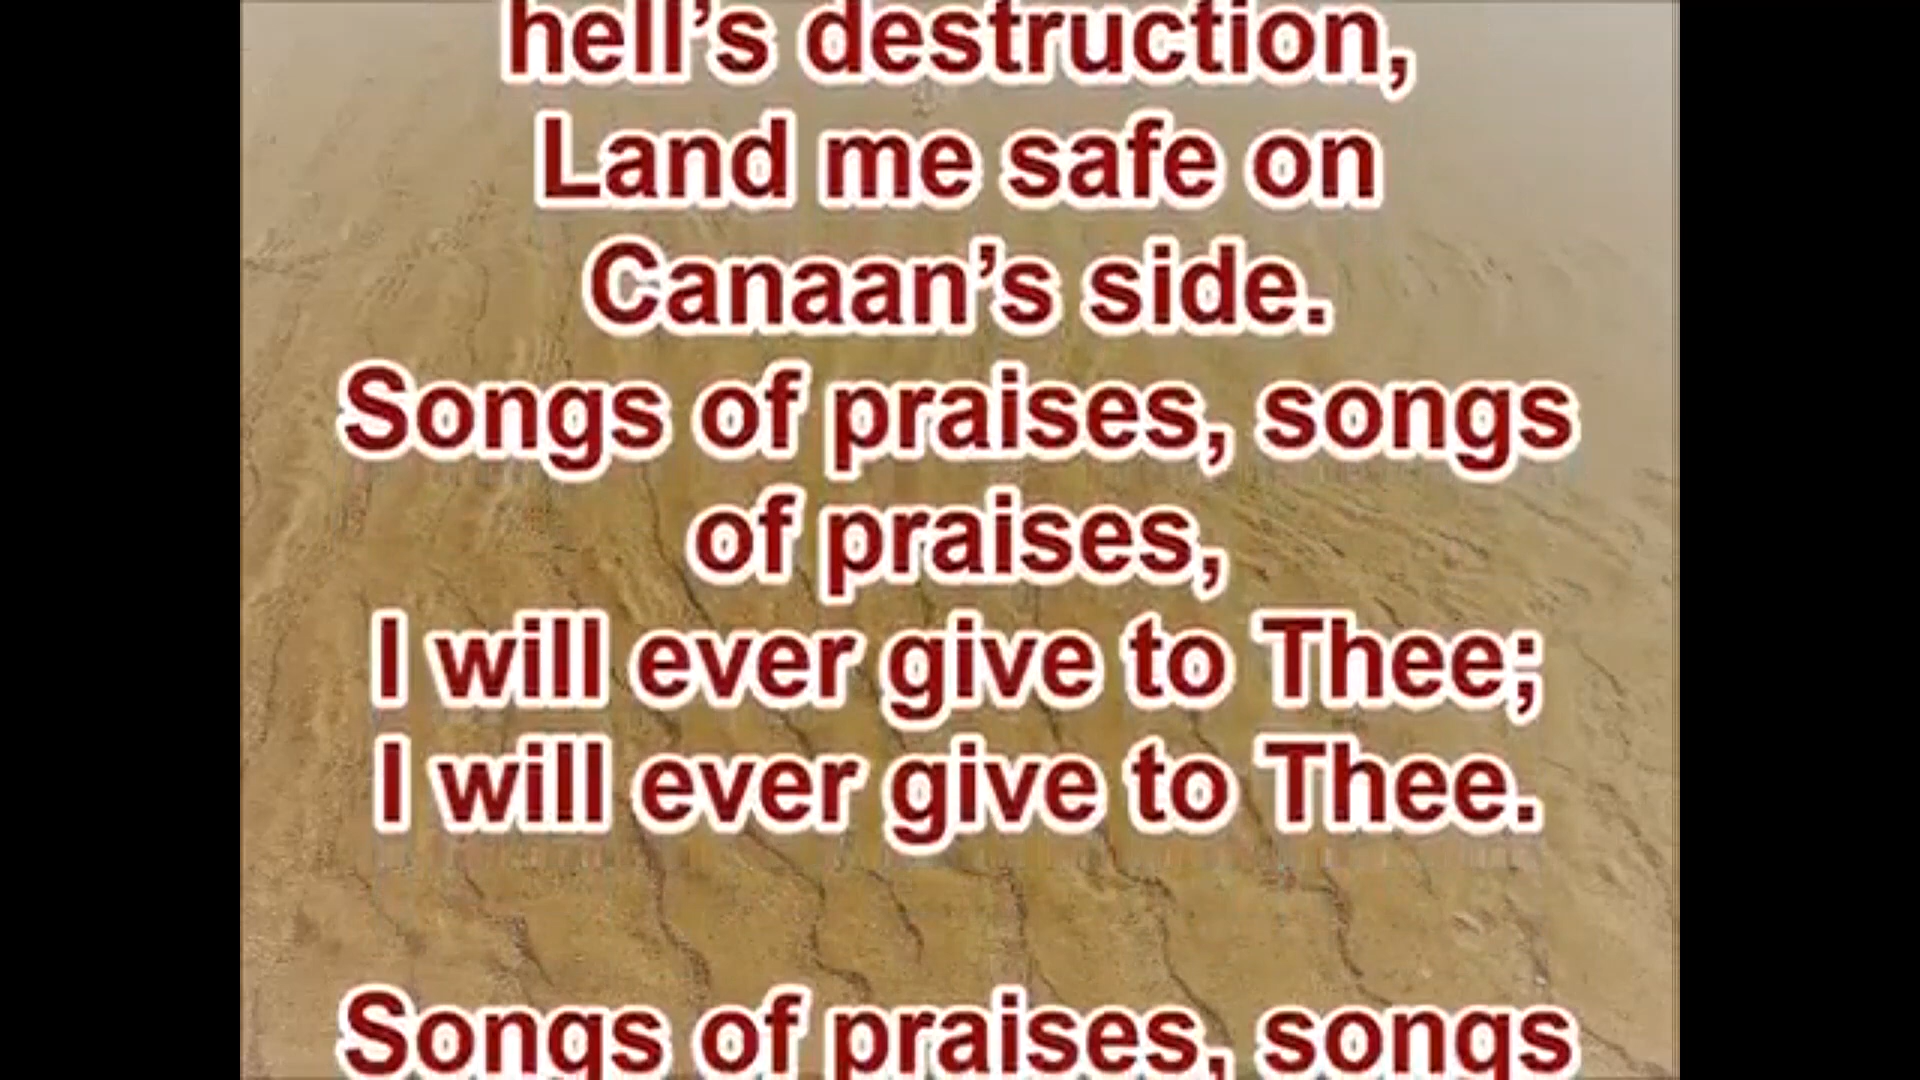 hell’s destruction,
Land me safe on
Canaan’s side.
Songs of praises, songs
of praises,
I will ever give to Thee;
I will ever give to Thee.
Songs of praises, songs